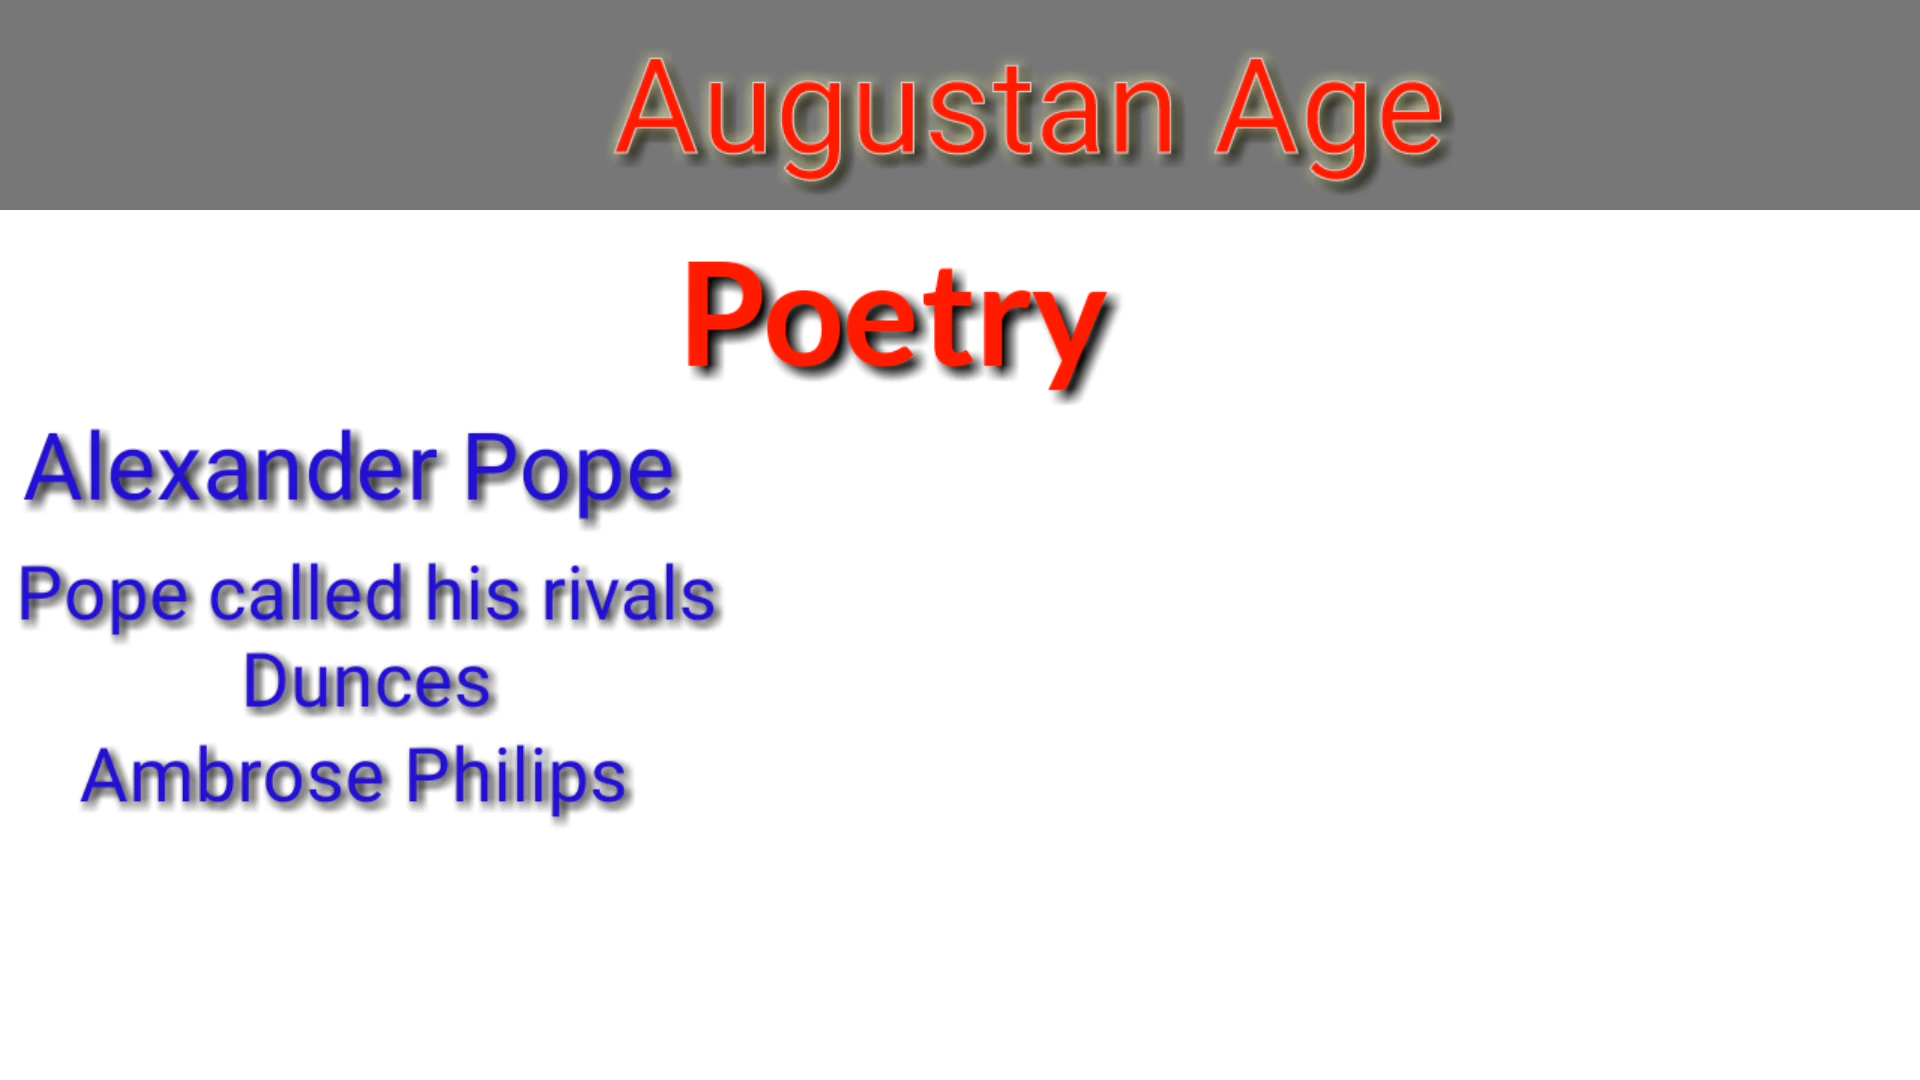 Augustan Age
Poetry
Alexander Pope
Pope called his rivals
Dunces
Ambrose Philips